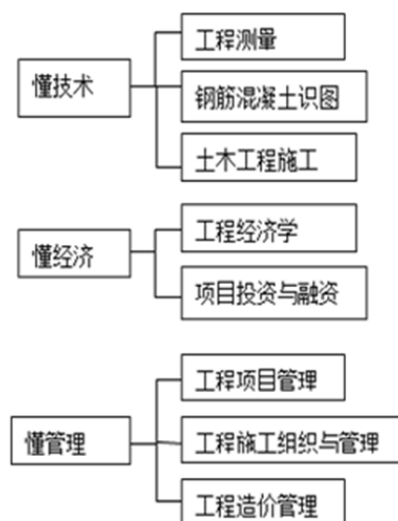 懂技术
工程测量
钢筋混凝土识图
土木工程施工
懂经济
工程经济学
项目投资与融资
懂管理
工程项目管理
工程施工组织与管理
工程造价管理